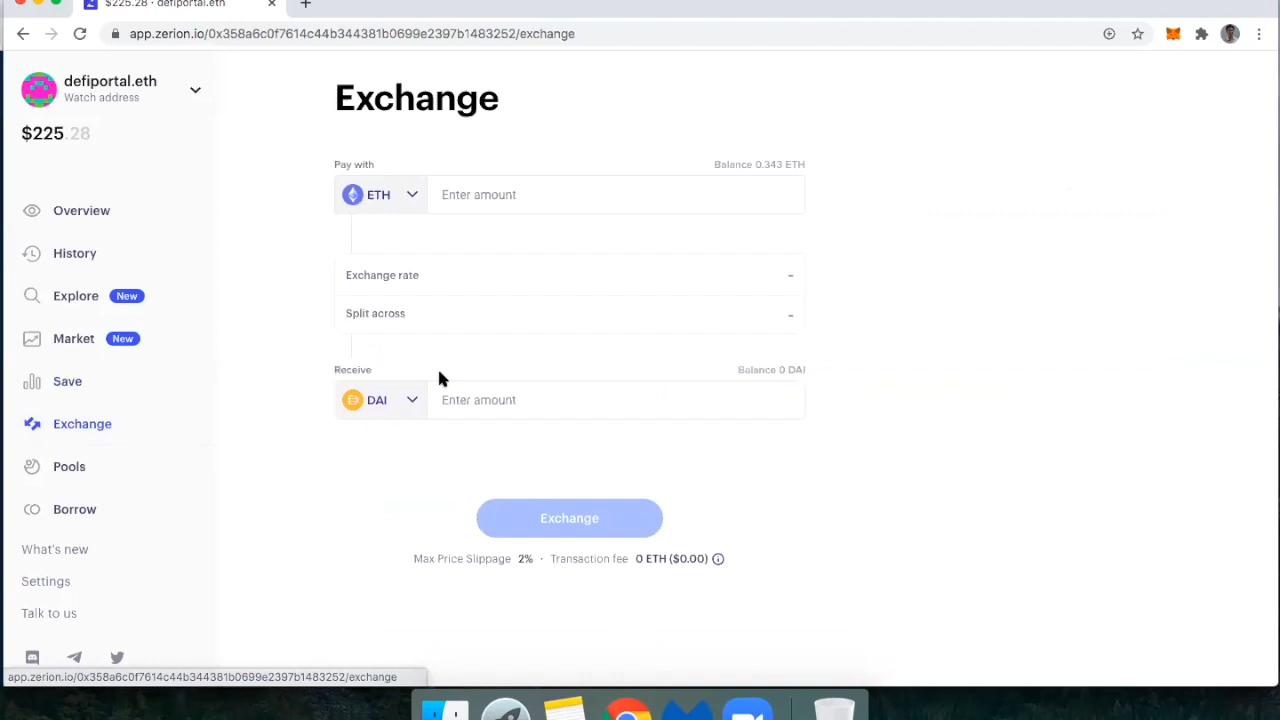 $225.28 · defiportal.eth
app.zerion.io/0x358a6c0f7614c44b344381b0699e2397b1483252/exchange
defiportal.eth
Watch address
$225.28
Overview
History
Explore New
Market New
Save
Exchange
Pools
Borrow
What's new
Settings
Talk to us
Exchange
Pay with Balance 0.343 ETH
ETH Enter amount
Exchange rate -
Split across -
Receive Balance 0 DAI
DAI Enter amount
Exchange
Max Price Slippage 2% · Transaction fee 0 ETH ($0.00)
app.zerion.io/0x358a6c0f7614c44b344381b0699e2397b1483252/exchange